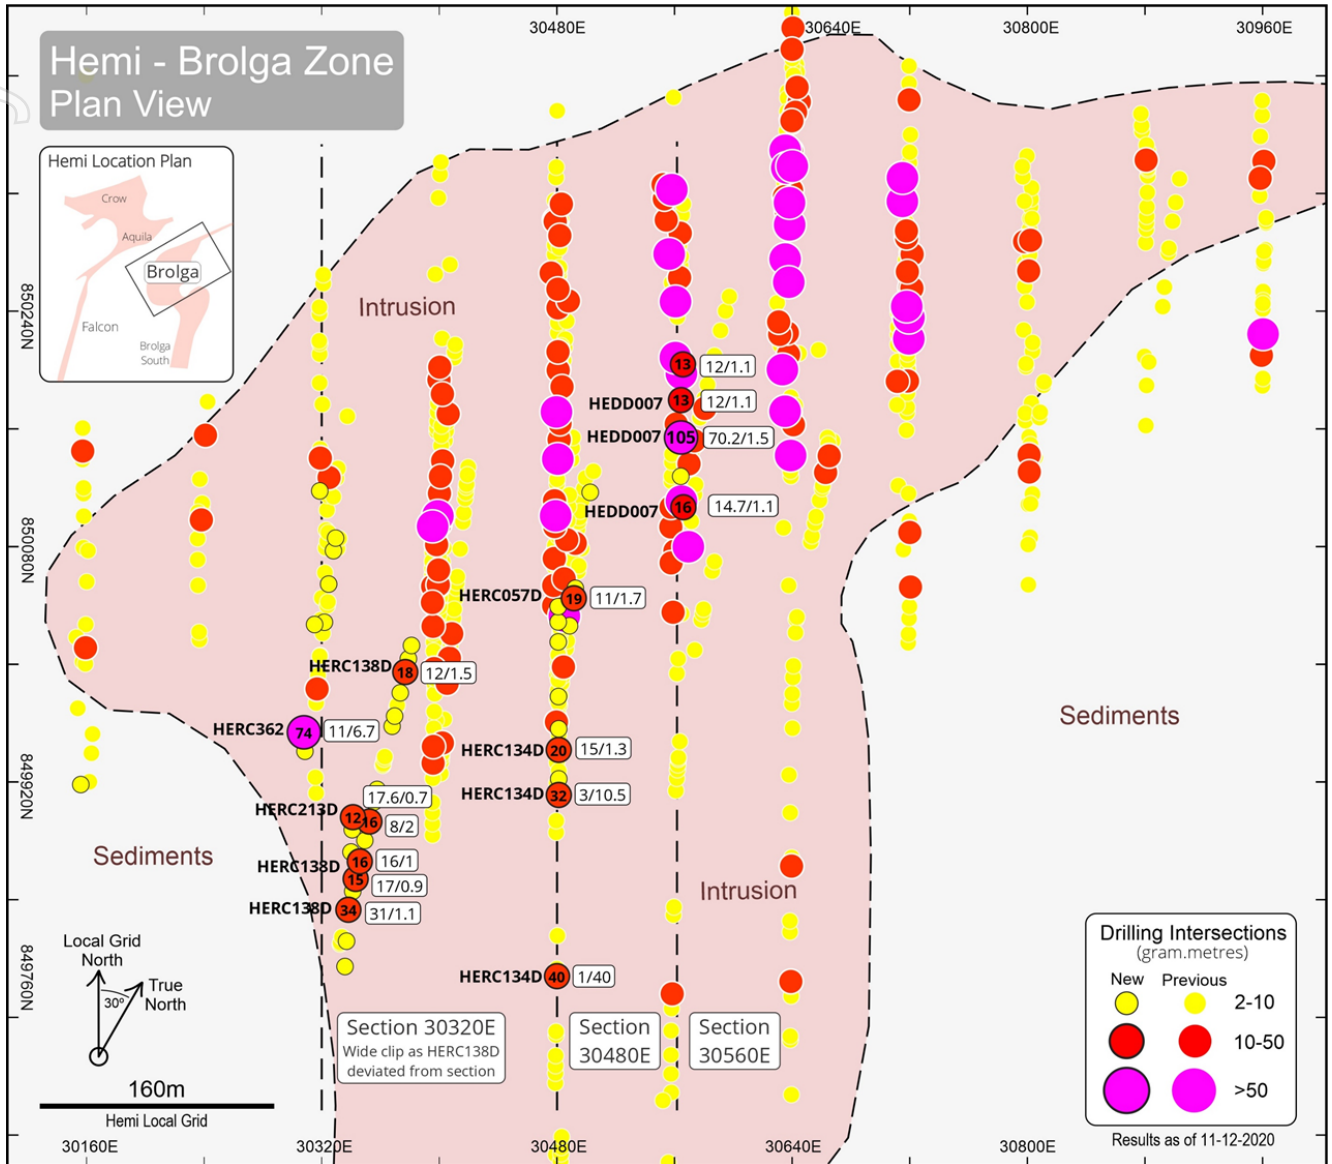 30480E
30640E
30800E
30960E
Hemi - Brolga Zone
Plan View
Hemi Location Plan
Crow
Aquila
Brolga
Falcon
Brolga
South
Intrusion
850240N
13
12/1.1
HEDD007
13
12/1.1
HEDD007
105
70.2/1.5
HEDD007
16
14.7/1.1
850080N
HERC057D
19
11/1.7
HERC138D
18
12/1.5
HERC362
74
11/6.7
HERC134D
20
15/1.3
HERC134D
32
3/10.5
849920N
17.6/0.7
HERC213D
12
16
8/2
HERC138D
16
16/1
15
17/0.9
HERC138D
34
31/1.1
Sediments
Sediments
Intrusion
HERC134D
40
1/40
849760N
Local Grid
North
True
North
30º
160m
Hemi Local Grid
Section 30320E
Wide clip as HERC138D
deviated from section
Section
30480E
Section
30560E
Drilling Intersections
(gram.metres)
New
Previous
2-10
10-50
>50
Results as of 11-12-2020
30160E
30320E
30480E
30640E
30800E